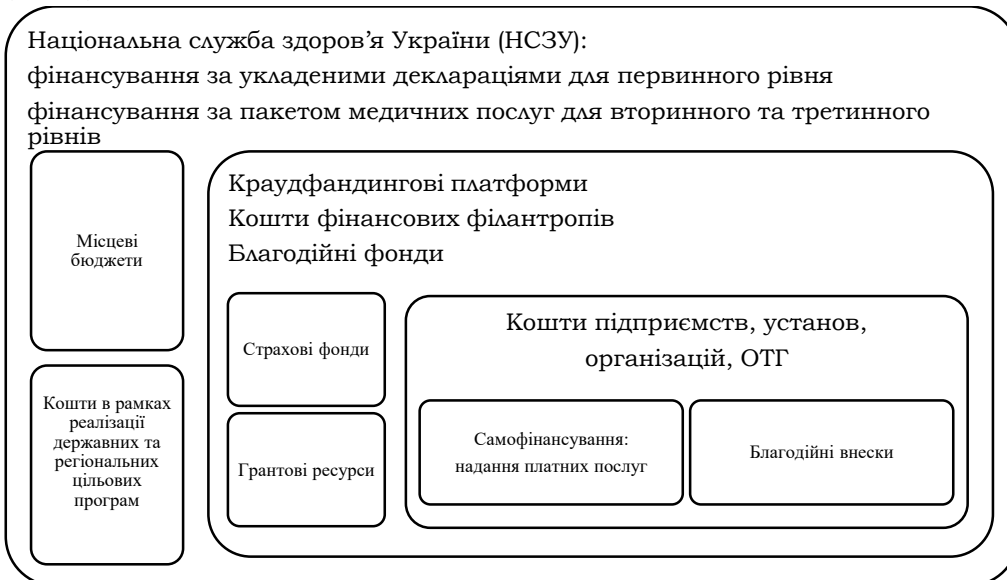 Національна служба здоров’я України (НСЗУ):
фінансування за укладеними деклараціями для первинного рівня
фінансування за пакетом медичних послуг для вторинного та третинного
рівнів
Місцеві
бюджети
Кошти в рамках
реалізації
державних та
регіональних
цільових
програм
Краудфандингові платформи
Кошти фінансових філантропів
Благодійні фонди
Страхові фонди
Грантові ресурси
Кошти підприємств, установ,
організацій, ОТГ
Самофінансування:
надання платних послуг
Благодійні внески